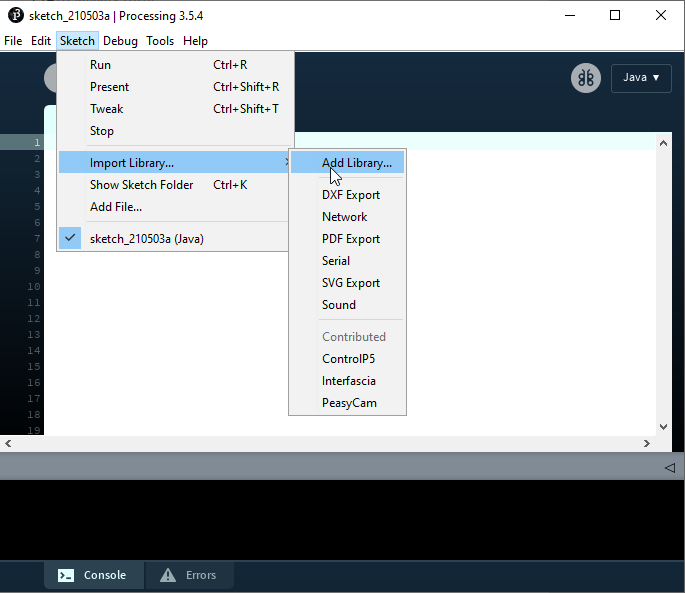 sketch_210503a | Processing 3.5.4
File Edit Sketch Debug Tools Help
Run Ctrl+R
Present Ctrl+Shift+R
Tweak Ctrl+Shift+T
Stop
Import Library...
Show Sketch Folder Ctrl+K
Add File...
sketch_210503a (Java)
Java ▾
Add Library...
DXF Export
Network
PDF Export
Serial
SVG Export
Sound
Contributed
ControlP5
Interfascia
PeasyCam
1
2
3
4
5
6
7
8
9
10
11
12
13
14
15
16
17
18
19
Console Errors